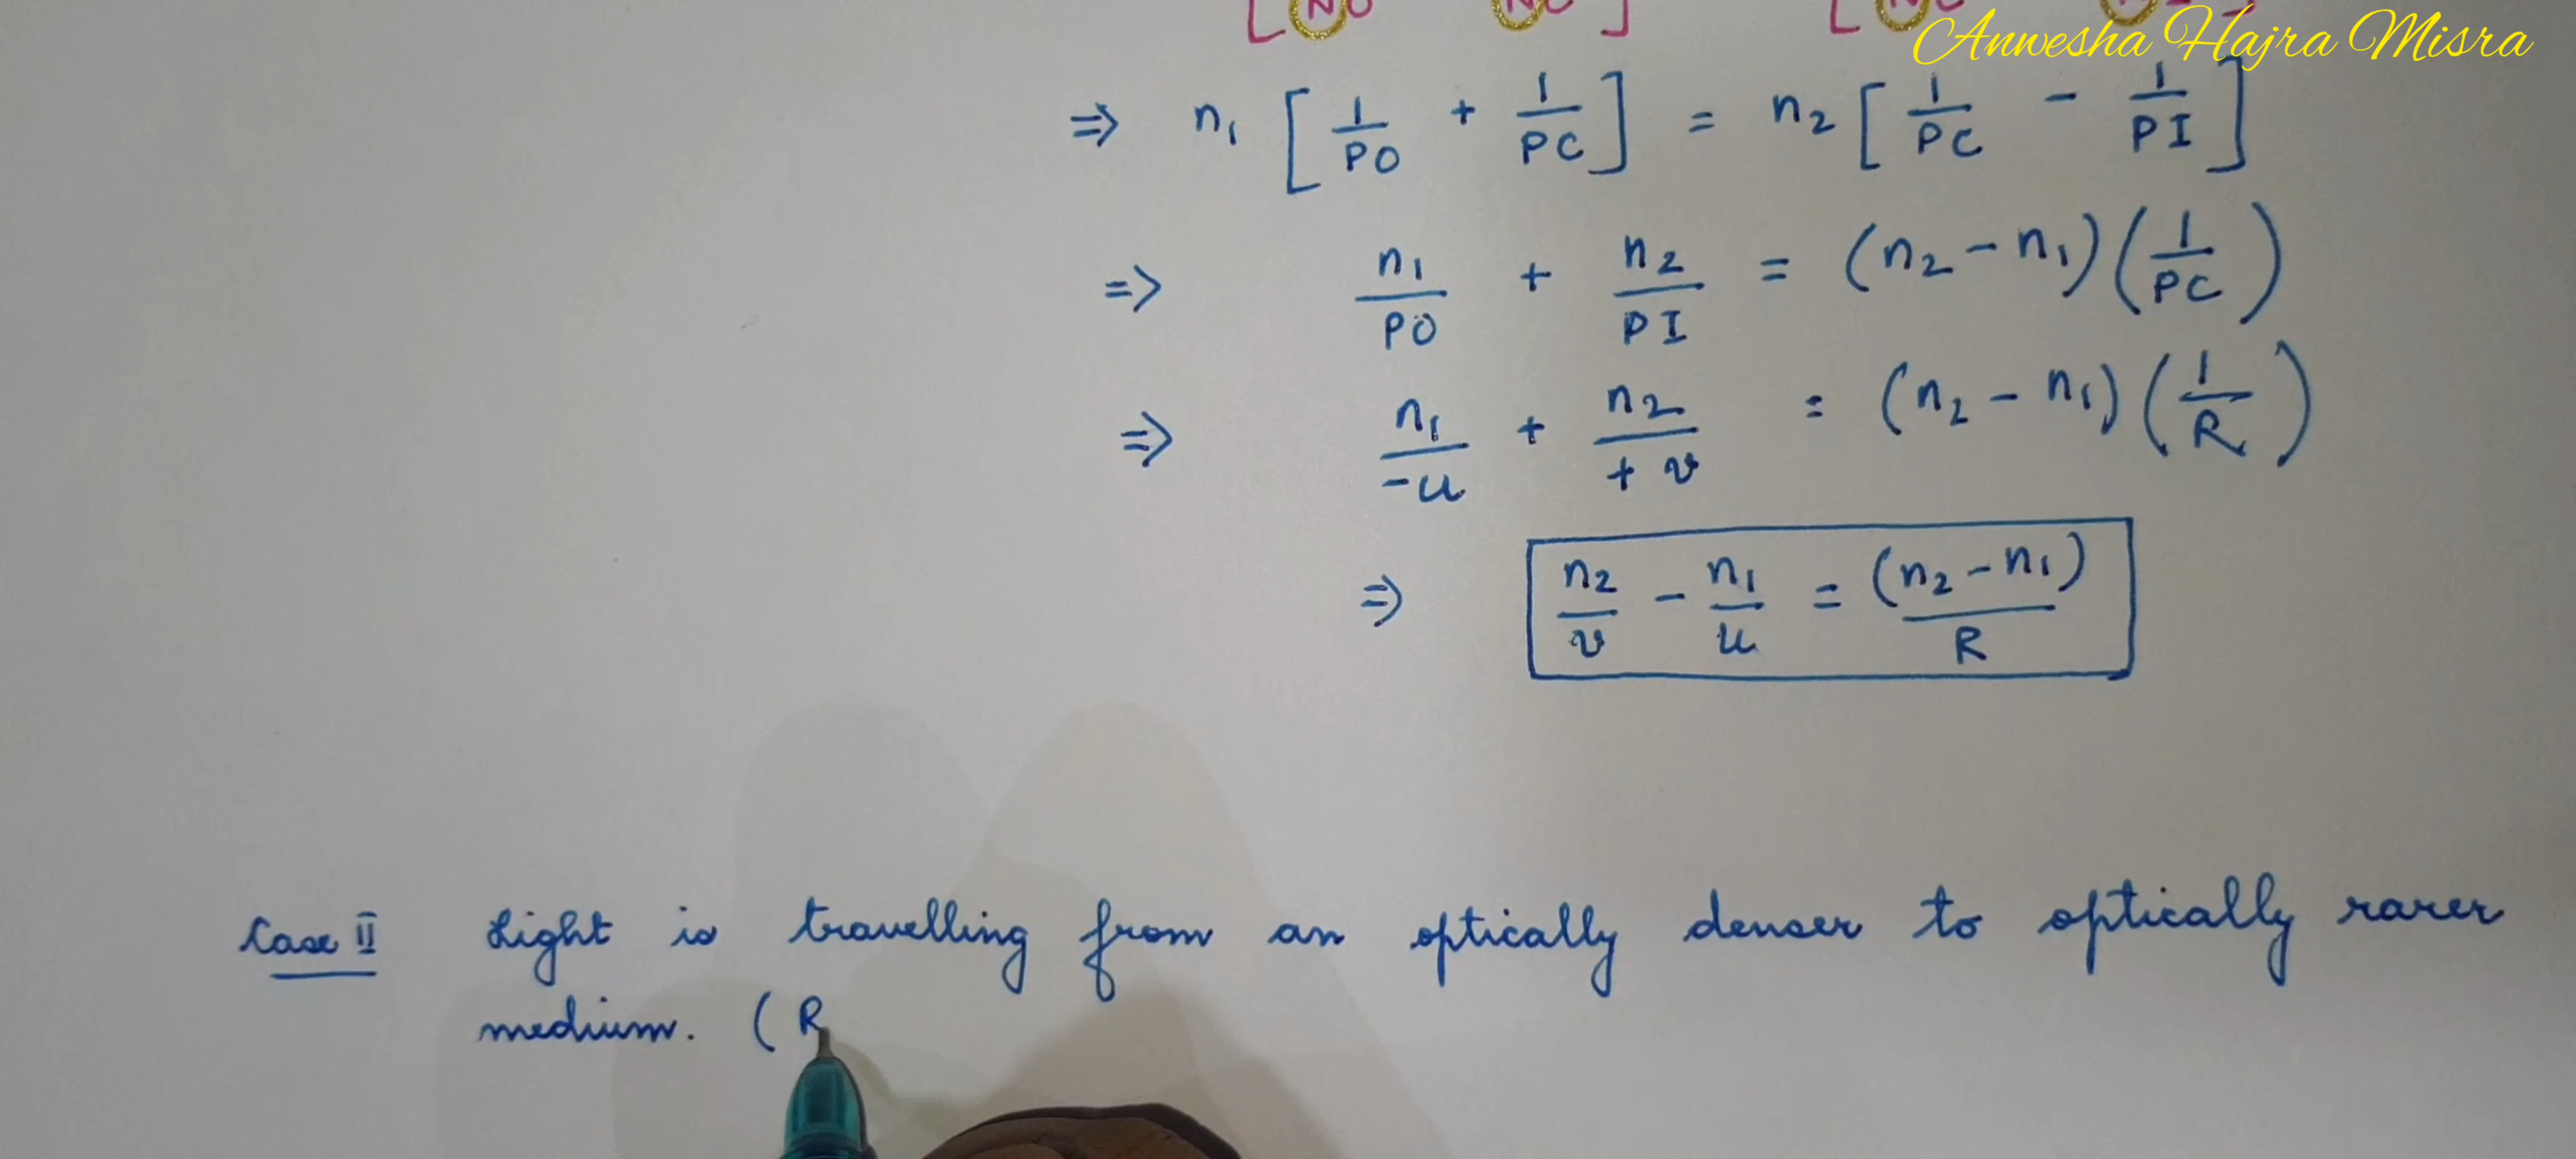 Anwesha Hajra Misra
=> n₁ [ 1/PO + 1/PC ] = n₂ [ 1/PC - 1/PI ]
=> n₁/PO + n₂/PI = (n₂ - n₁) (1/PC)
=> n₁/-u + n₂/+v = (n₂ - n₁) (1/R)
=> n₂/v - n₁/u = (n₂ - n₁)/R
Case II Light is travelling from an optically denser to optically rarer
medium. ( R